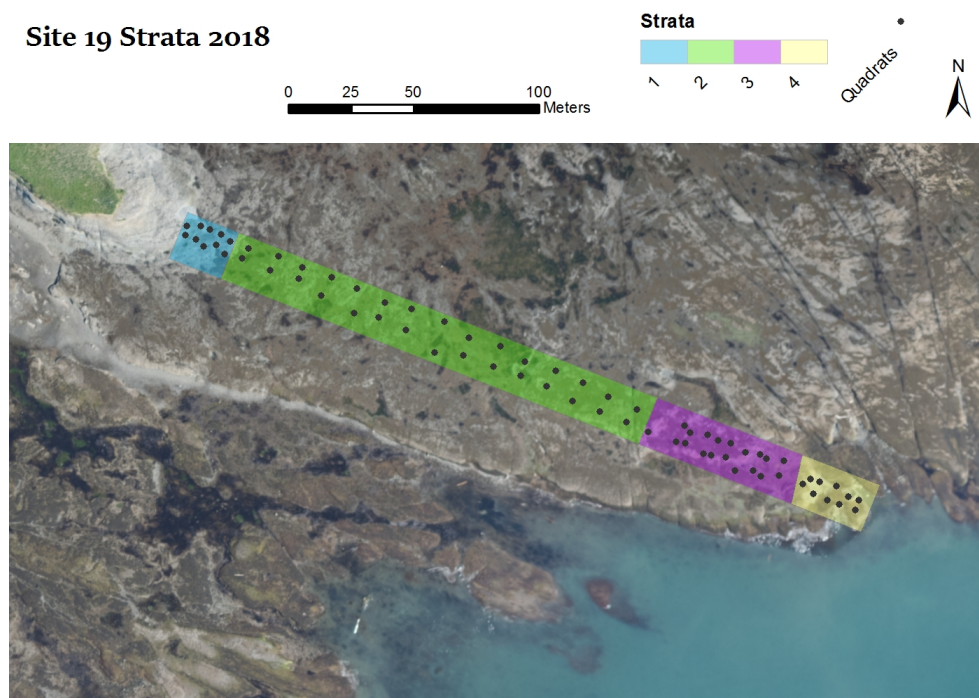 Site 19 Strata 2018
Strata
1 2 3 4
Quadrats
N
0 25 50 100
Meters